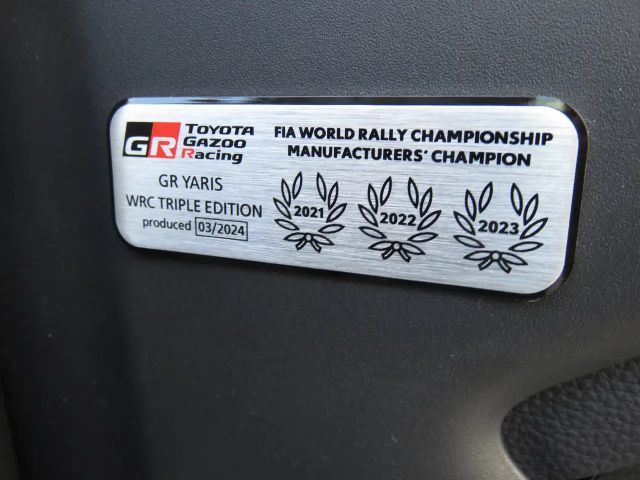 GR TOYOTA
GAZOO
Racing
GR YARIS
WRC TRIPLE EDITION
produced 03/2024
FIA WORLD RALLY CHAMPIONSHIP
MANUFACTURERS' CHAMPION
2021 2022 2023